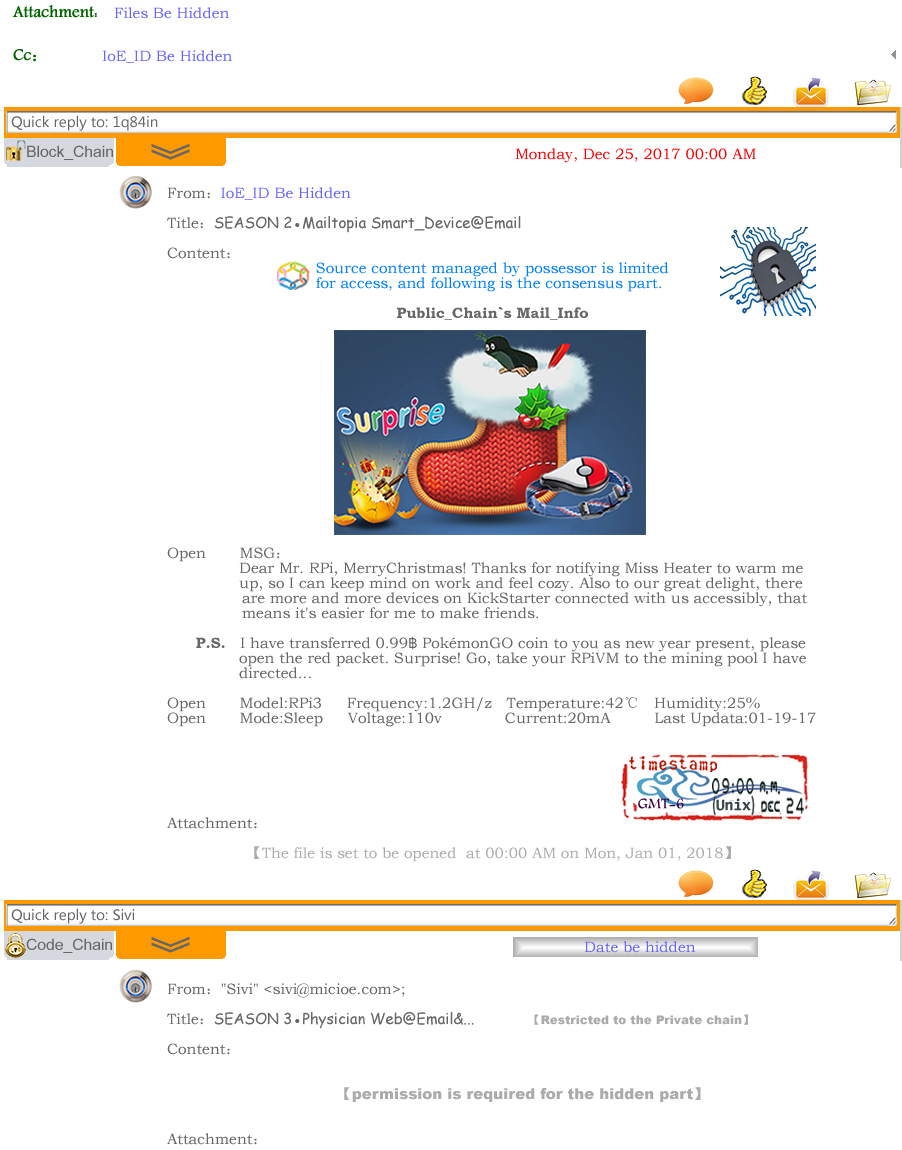 Attachment: Files Be Hidden
Cc: IoE_ID Be Hidden
Quick reply to: 1q84in
Block_Chain
Monday, Dec 25, 2017 00:00 AM
From: IoE_ID Be Hidden
Title: SEASON 2•Mailtopia Smart_Device@Email
Content:
Source content managed by possessor is limited
for access, and following is the consensus part.
Public_Chain`s Mail_Info
Surprise
Open MSG:
Dear Mr. RPi, MerryChristmas! Thanks for notifying Miss Heater to warm me
up, so I can keep mind on work and feel cozy. Also to our great delight, there
are more and more devices on KickStarter connected with us accessibly, that
means it's easier for me to make friends.
P.S. I have transferred 0.99฿ PokémonGO coin to you as new year present, please
open the red packet. Surprise! Go, take your RPiVM to the mining pool I have
directed...
Open Model:RPi3 Frequency:1.2GH/z Temperature:42℃ Humidity:25%
Open Mode:Sleep Voltage:110v Current:20mA Last Updata:01-19-17
timestamp
09:00 A.M.
GMT-6 (Unix) DEC 24
Attachment:
【The file is set to be opened at 00:00 AM on Mon, Jan 01, 2018】
Quick reply to: Sivi
Code_Chain
Date be hidden
From: "Sivi" <sivi@micioe.com>;
Title: SEASON 3•Physician Web@Email&... 【Restricted to the Private chain】
Content:
【permission is required for the hidden part】
Attachment: